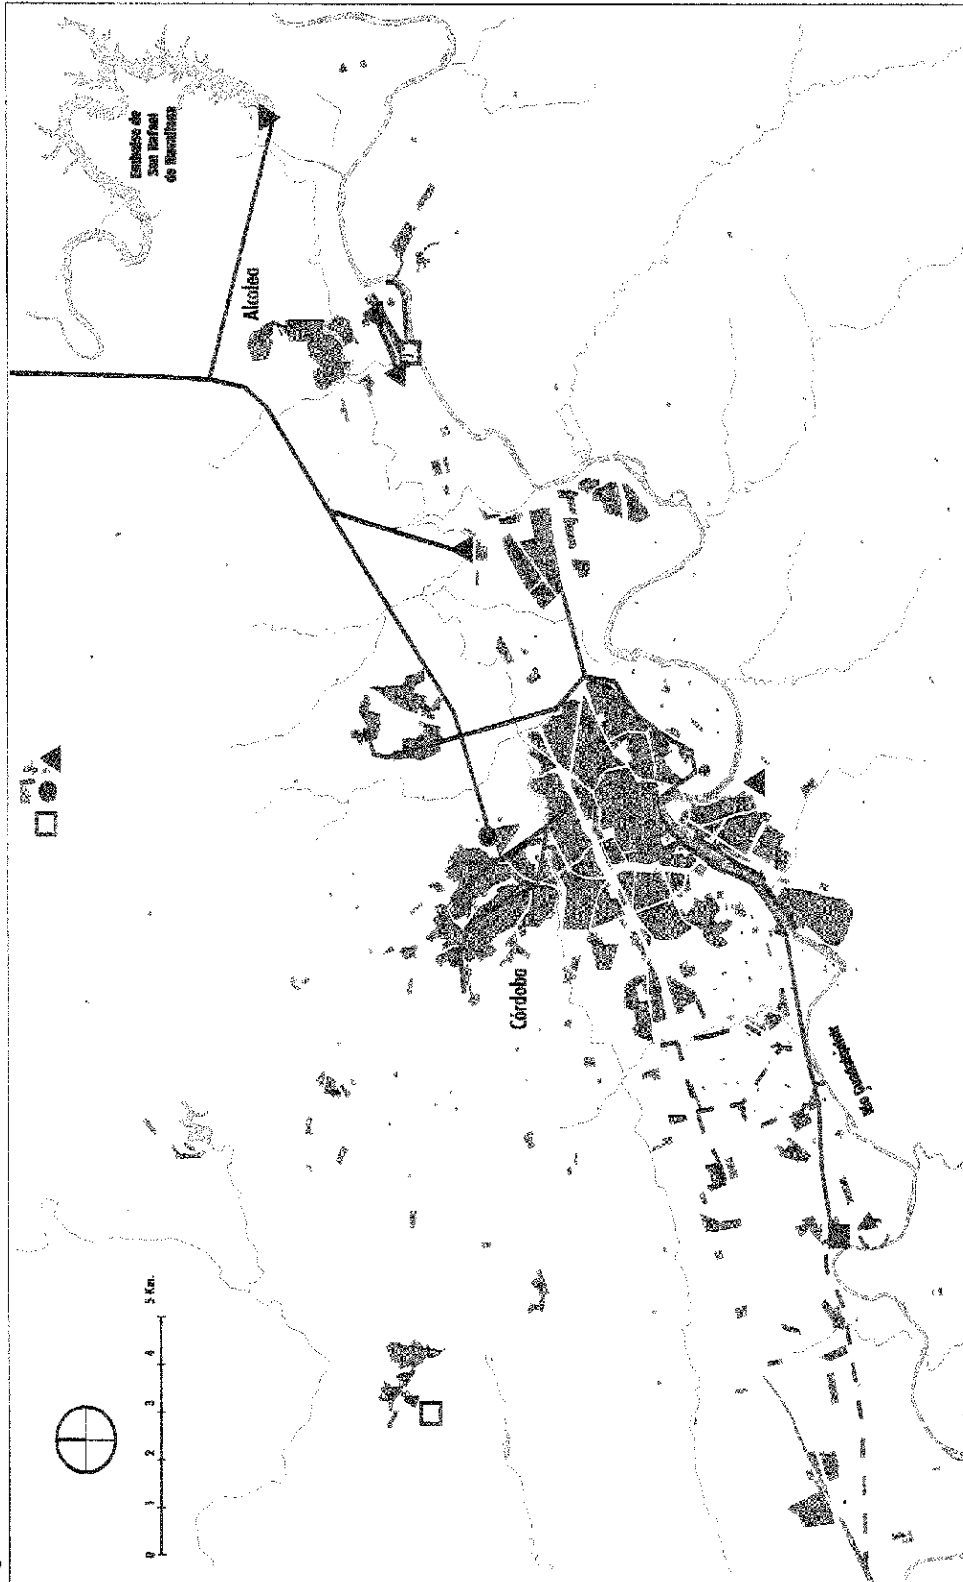 Embalse de
San Rafael
de Navallana
Alcolea
Córdoba
Río Guadalquivir
0 1 2 3 4 5 Km.